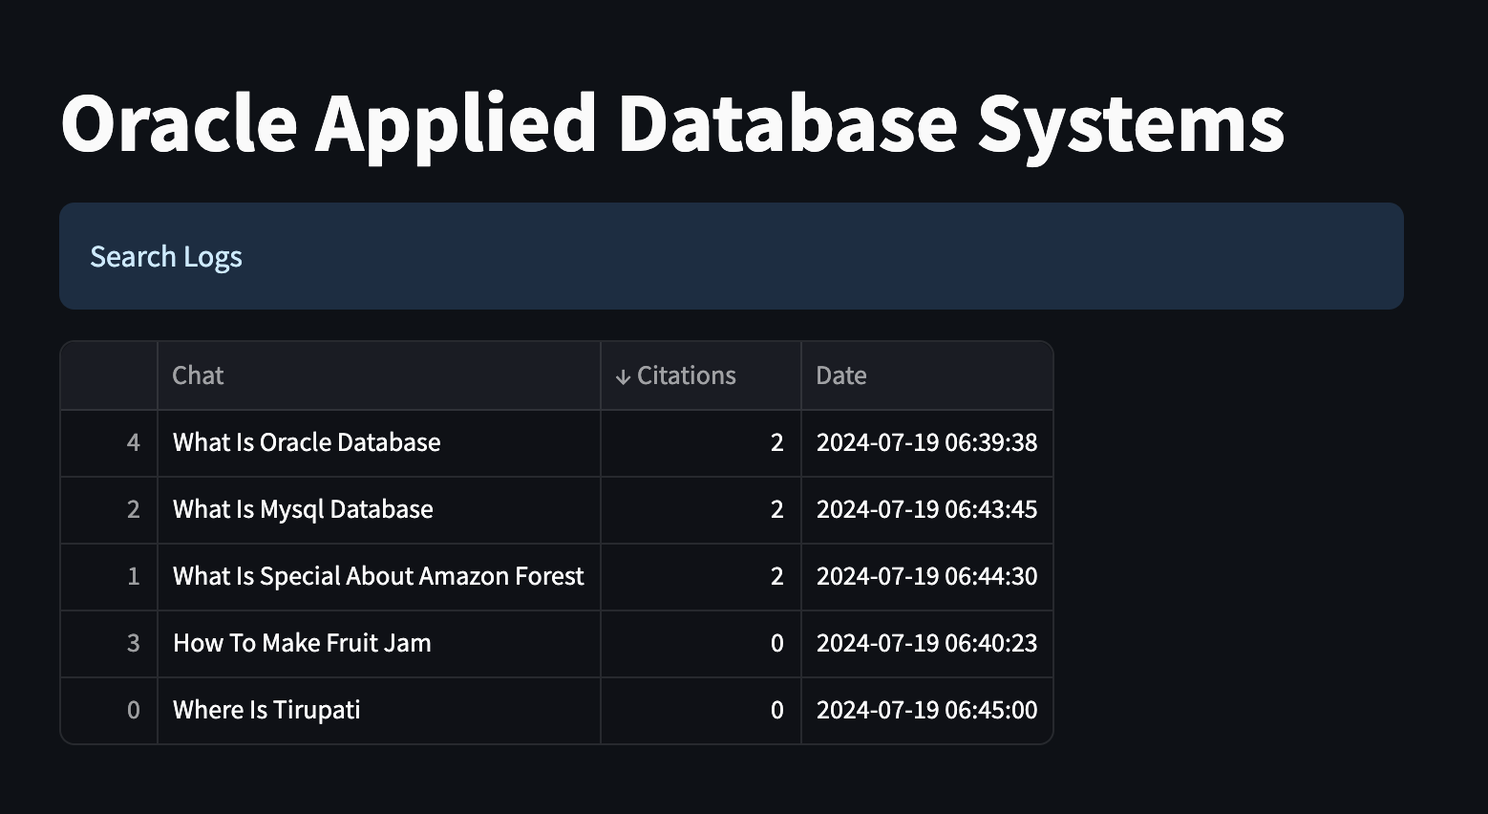 Oracle Applied Database Systems
Search Logs
Chat ↓ Citations Date
4 What Is Oracle Database 2 2024-07-19 06:39:38
2 What Is Mysql Database 2 2024-07-19 06:43:45
1 What Is Special About Amazon Forest 2 2024-07-19 06:44:30
3 How To Make Fruit Jam 0 2024-07-19 06:40:23
0 Where Is Tirupati 0 2024-07-19 06:45:00